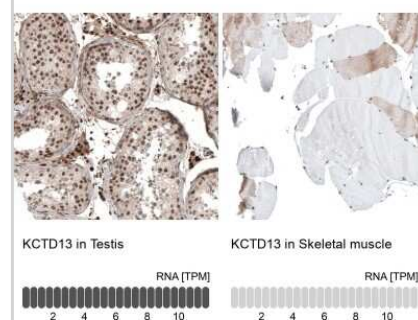 KCTD13 in Testis
KCTD13 in Skeletal muscle
RNA [TPM]
RNA [TPM]
2 4 6 8 10
2 4 6 8 10